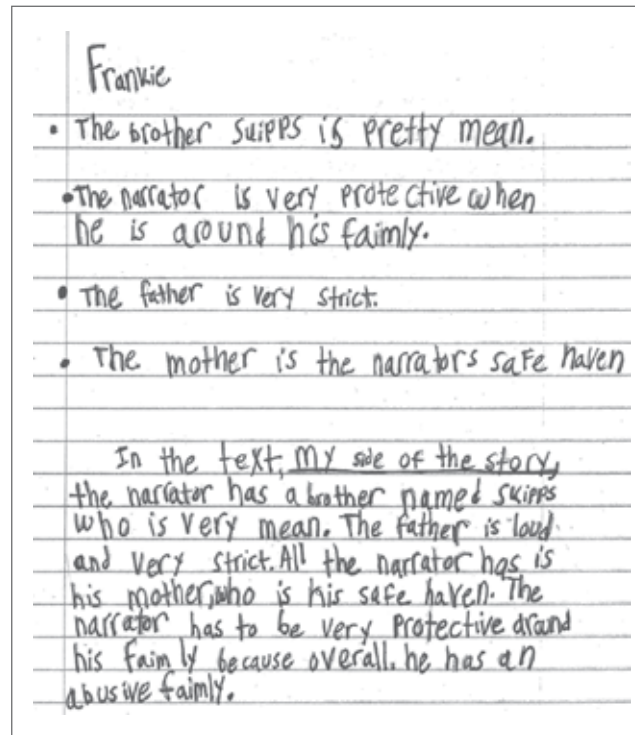 Frankie
• The brother Skipps is pretty mean.
• The narrator is very protective when
he is around his faimly.
• The father is very strict.
• The mother is the narrators safe haven
In the text, my side of the story,
the narrator has a brother named Skipps
who is very mean. The father is loud
and very strict. All the narrator has is
his mother, who is his safe haven. The
narrator has to be very protective around
his faimly because overall. he has an
abusive faimly.